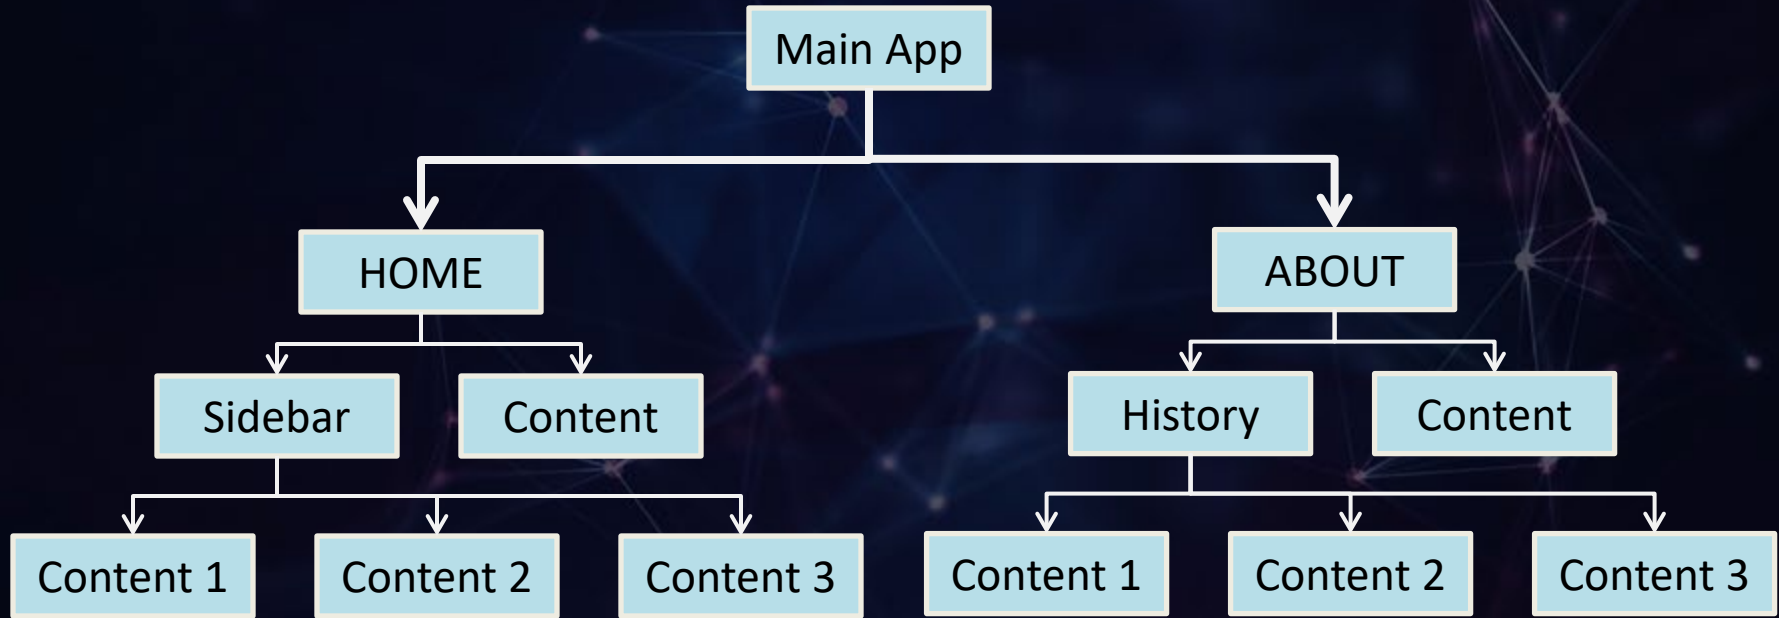 Main App
HOME
ABOUT
Sidebar
Content
History
Content
Content 1
Content 2
Content 3
Content 1
Content 2
Content 3